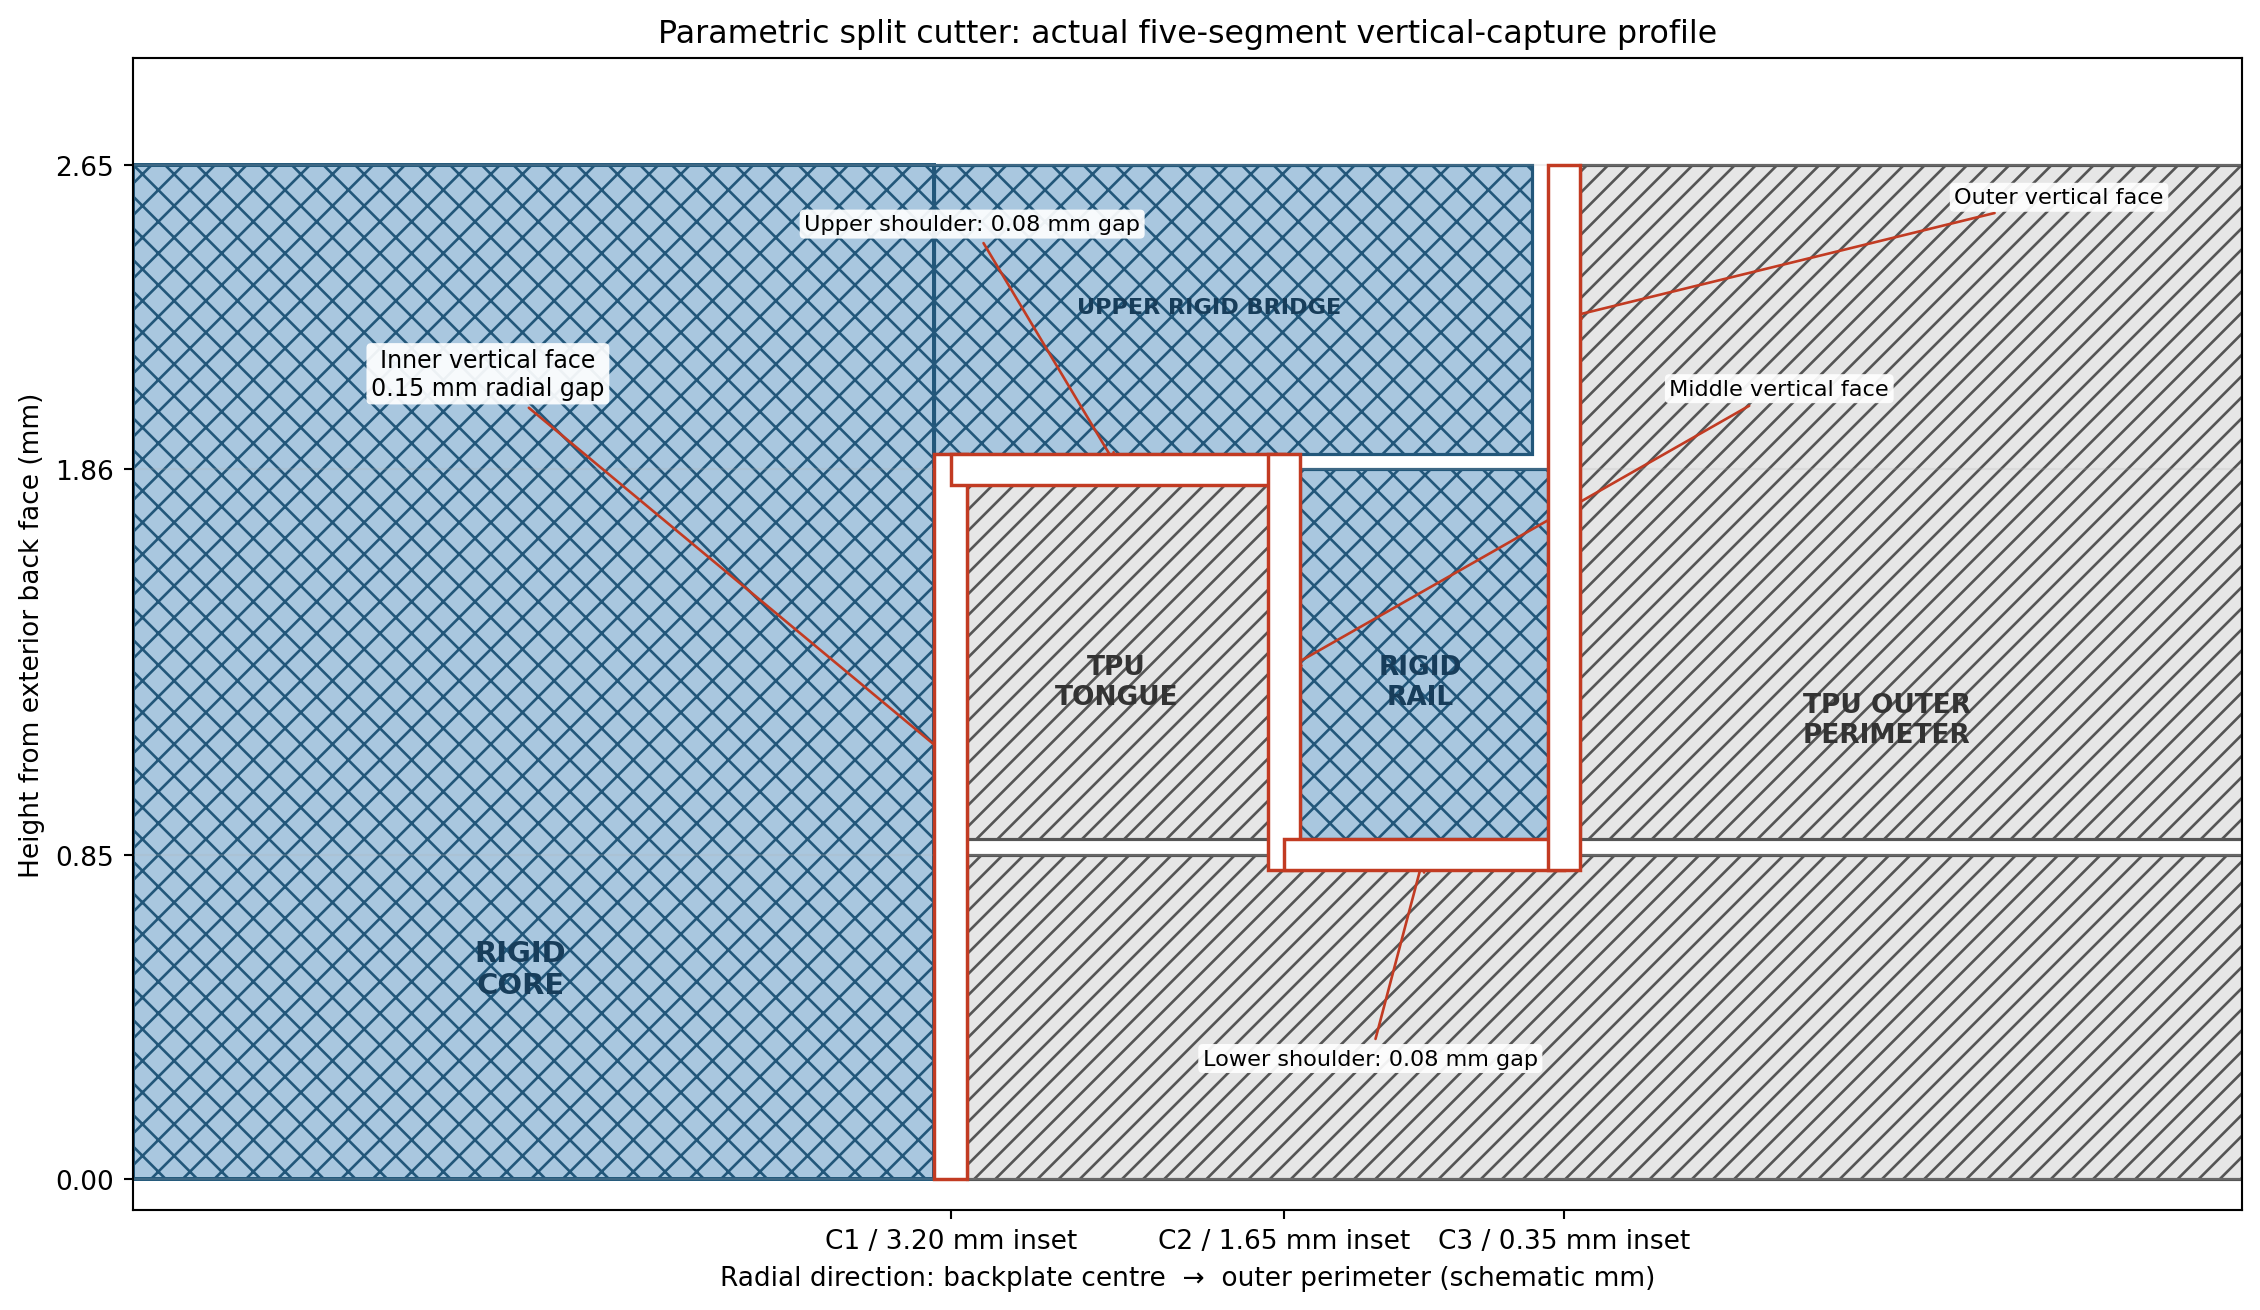 Parametric split cutter: actual five-segment vertical-capture profile
2.65
Outer vertical face
Upper shoulder: 0.08 mm gap
UPPER RIGID BRIDGE
Inner vertical face
0.15 mm radial gap
Middle vertical face
1.86
Height from exterior back face (mm)
TPU
TONGUE
RIGID
RAIL
TPU OUTER
PERIMETER
0.85
RIGID
CORE
Lower shoulder: 0.08 mm gap
0.00
C1 / 3.20 mm inset
C2 / 1.65 mm inset
C3 / 0.35 mm inset
Radial direction: backplate centre → outer perimeter (schematic mm)